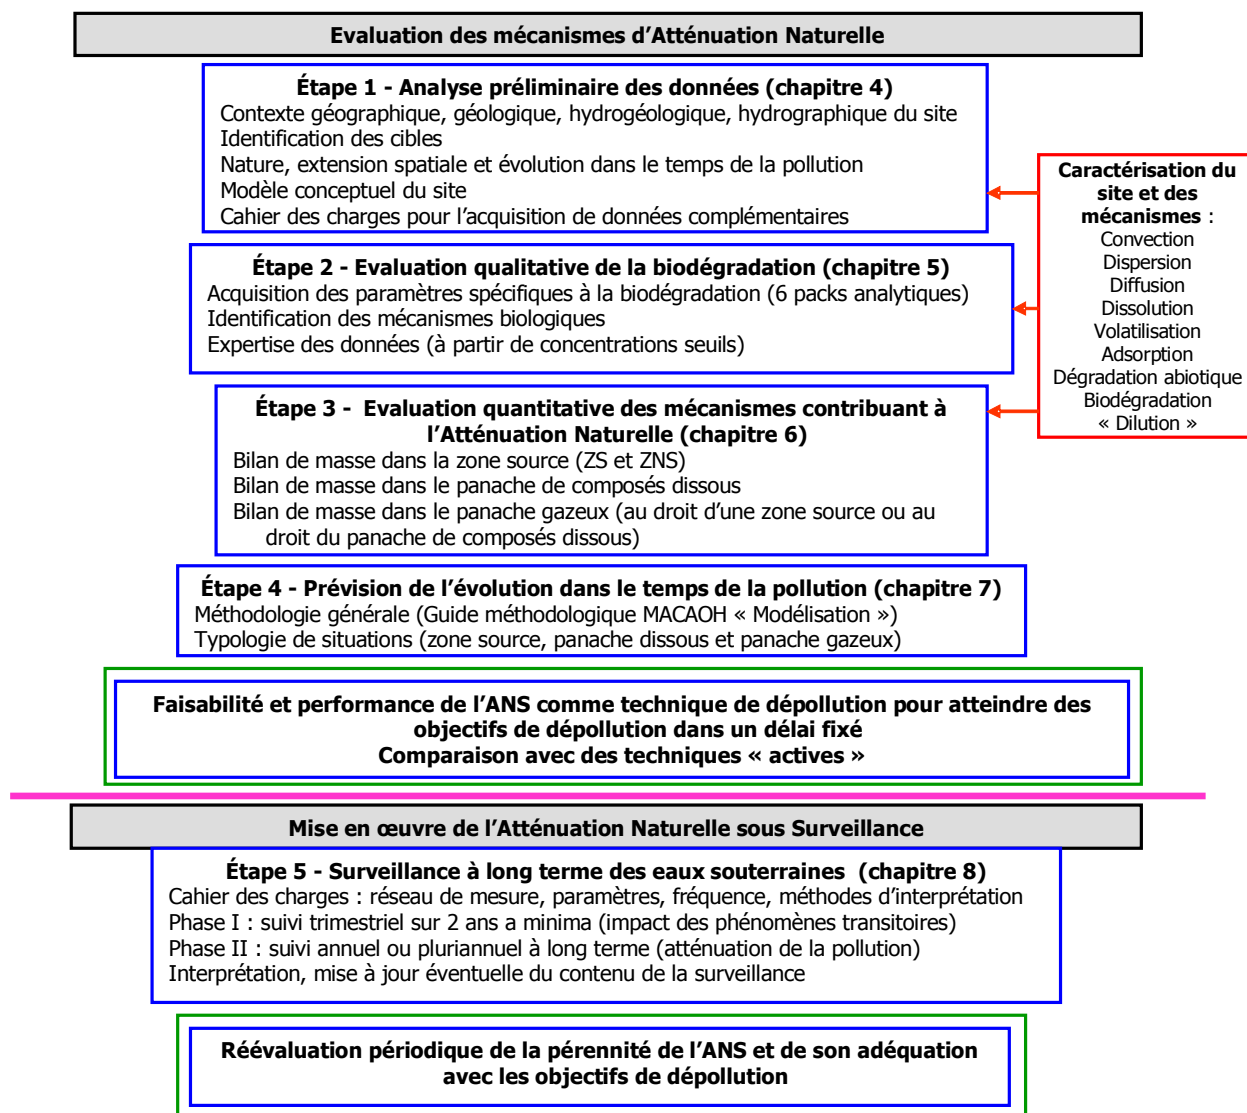 Evaluation des mécanismes d'Atténuation Naturelle
Étape 1 - Analyse préliminaire des données (chapitre 4)
Contexte géographique, géologique, hydrogéologique, hydrographique du site
Identification des cibles
Nature, extension spatiale et évolution dans le temps de la pollution
Modèle conceptuel du site
Cahier des charges pour l'acquisition de données complémentaires
Caractérisation du
site et des
mécanismes :
Convection
Dispersion
Diffusion
Dissolution
Volatilisation
Adsorption
Dégradation abiotique
Biodégradation
« Dilution »
Étape 2 - Evaluation qualitative de la biodégradation (chapitre 5)
Acquisition des paramètres spécifiques à la biodégradation (6 packs analytiques)
Identification des mécanismes biologiques
Expertise des données (à partir de concentrations seuils)
Étape 3 - Evaluation quantitative des mécanismes contribuant à
l'Atténuation Naturelle (chapitre 6)
Bilan de masse dans la zone source (ZS et ZNS)
Bilan de masse dans le panache de composés dissous
Bilan de masse dans le panache gazeux (au droit d'une zone source ou au
droit du panache de composés dissous)
Étape 4 - Prévision de l'évolution dans le temps de la pollution (chapitre 7)
Méthodologie générale (Guide méthodologique MACAOH « Modélisation »)
Typologie de situations (zone source, panache dissous et panache gazeux)
Faisabilité et performance de l'ANS comme technique de dépollution pour atteindre des
objectifs de dépollution dans un délai fixé
Comparaison avec des techniques « actives »
Mise en œuvre de l'Atténuation Naturelle sous Surveillance
Étape 5 - Surveillance à long terme des eaux souterraines (chapitre 8)
Cahier des charges : réseau de mesure, paramètres, fréquence, méthodes d'interprétation
Phase I : suivi trimestriel sur 2 ans a minima (impact des phénomènes transitoires)
Phase II : suivi annuel ou pluriannuel à long terme (atténuation de la pollution)
Interprétation, mise à jour éventuelle du contenu de la surveillance
Réévaluation périodique de la pérennité de l'ANS et de son adéquation
avec les objectifs de dépollution